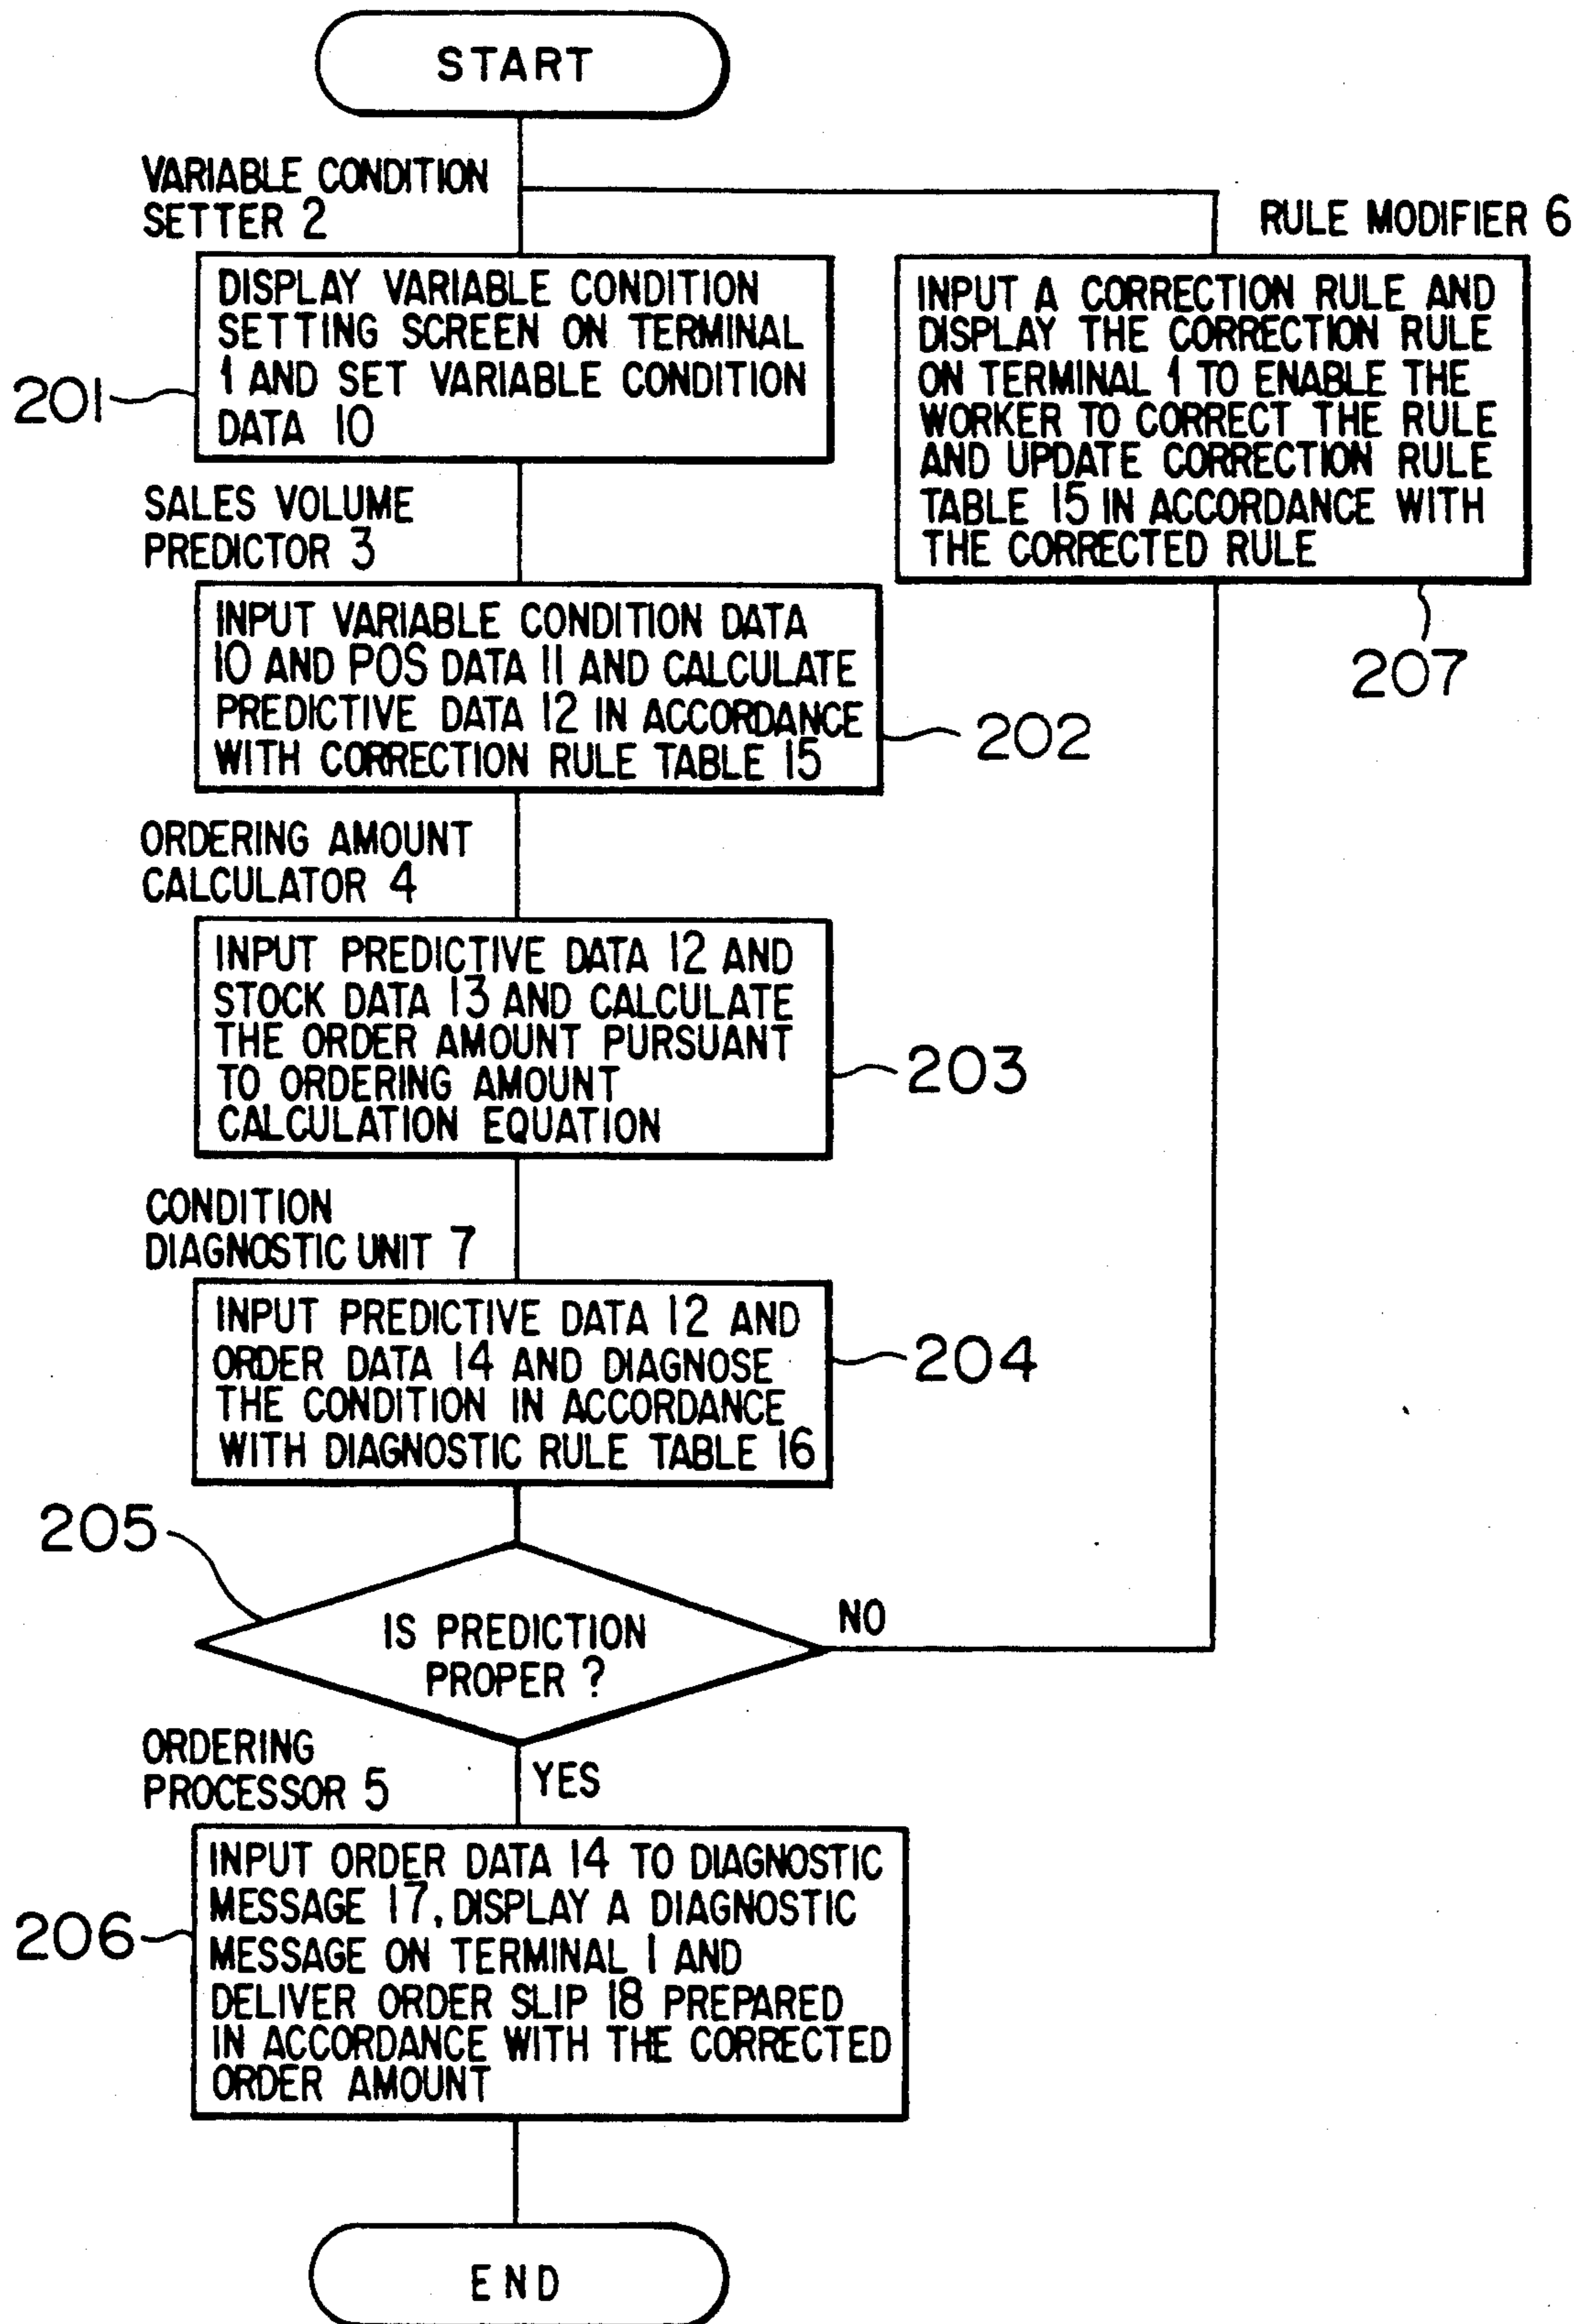 START
VARIABLE CONDITION
SETTER 2
RULE MODIFIER 6
DISPLAY VARIABLE CONDITION
SETTING SCREEN ON TERMINAL
1 AND SET VARIABLE CONDITION
DATA 10
201
INPUT A CORRECTION RULE AND
DISPLAY THE CORRECTION RULE
ON TERMINAL 1 TO ENABLE THE
WORKER TO CORRECT THE RULE
AND UPDATE CORRECTION RULE
TABLE 15 IN ACCORDANCE WITH
THE CORRECTED RULE
207
SALES VOLUME
PREDICTOR 3
INPUT VARIABLE CONDITION DATA
10 AND POS DATA 11 AND CALCULATE
PREDICTIVE DATA 12 IN ACCORDANCE
WITH CORRECTION RULE TABLE 15
202
ORDERING AMOUNT
CALCULATOR 4
INPUT PREDICTIVE DATA 12 AND
STOCK DATA 13 AND CALCULATE
THE ORDER AMOUNT PURSUANT
TO ORDERING AMOUNT
CALCULATION EQUATION
203
CONDITION
DIAGNOSTIC UNIT 7
INPUT PREDICTIVE DATA 12 AND
ORDER DATA 14 AND DIAGNOSE
THE CONDITION IN ACCORDANCE
WITH DIAGNOSTIC RULE TABLE 16
204
205
IS PREDICTION
PROPER ?
NO
YES
ORDERING
PROCESSOR 5
INPUT ORDER DATA 14 TO DIAGNOSTIC
MESSAGE 17, DISPLAY A DIAGNOSTIC
MESSAGE ON TERMINAL 1 AND
DELIVER ORDER SLIP 18 PREPARED
IN ACCORDANCE WITH THE CORRECTED
ORDER AMOUNT
206
END